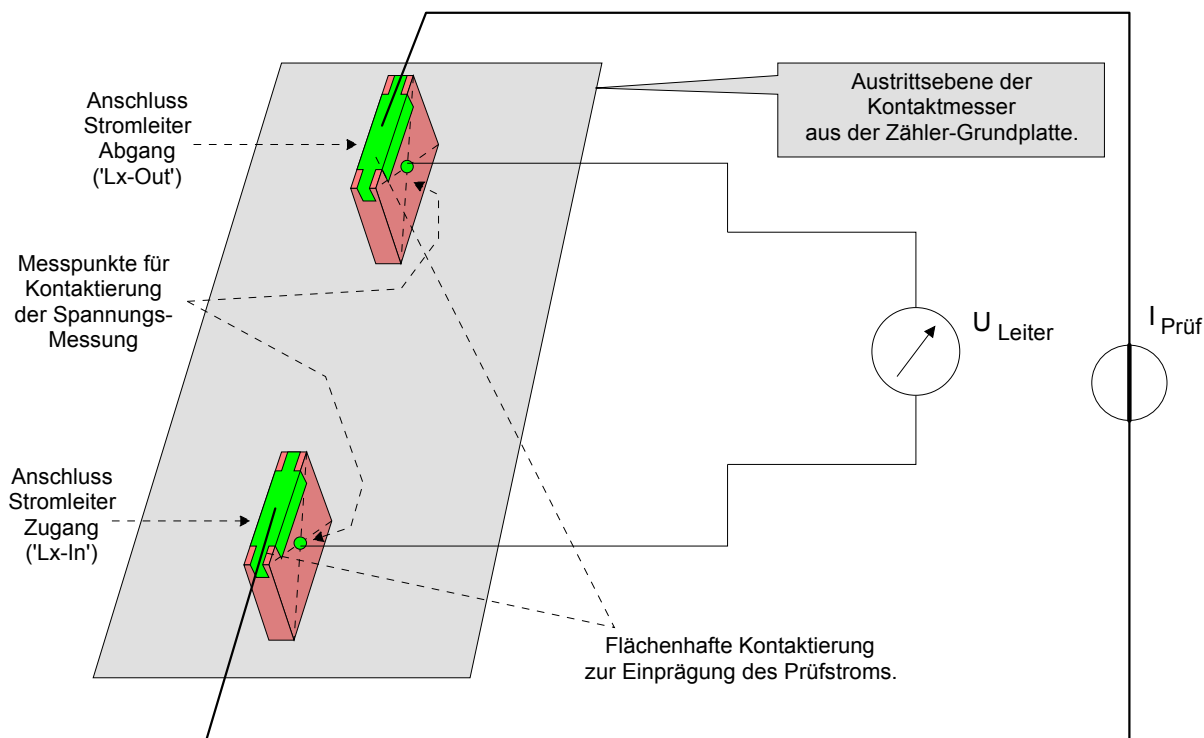 Anschluss
Stromleiter
Abgang
('Lx-Out')
Austrittsebene der
Kontaktmesser
aus der Zähler-Grundplatte.
Messpunkte für
Kontaktierung
der Spannungs-
Messung
U Leiter
I Prüf
Anschluss
Stromleiter
Zugang
('Lx-In')
Flächenhafte Kontaktierung
zur Einprägung des Prüfstroms.